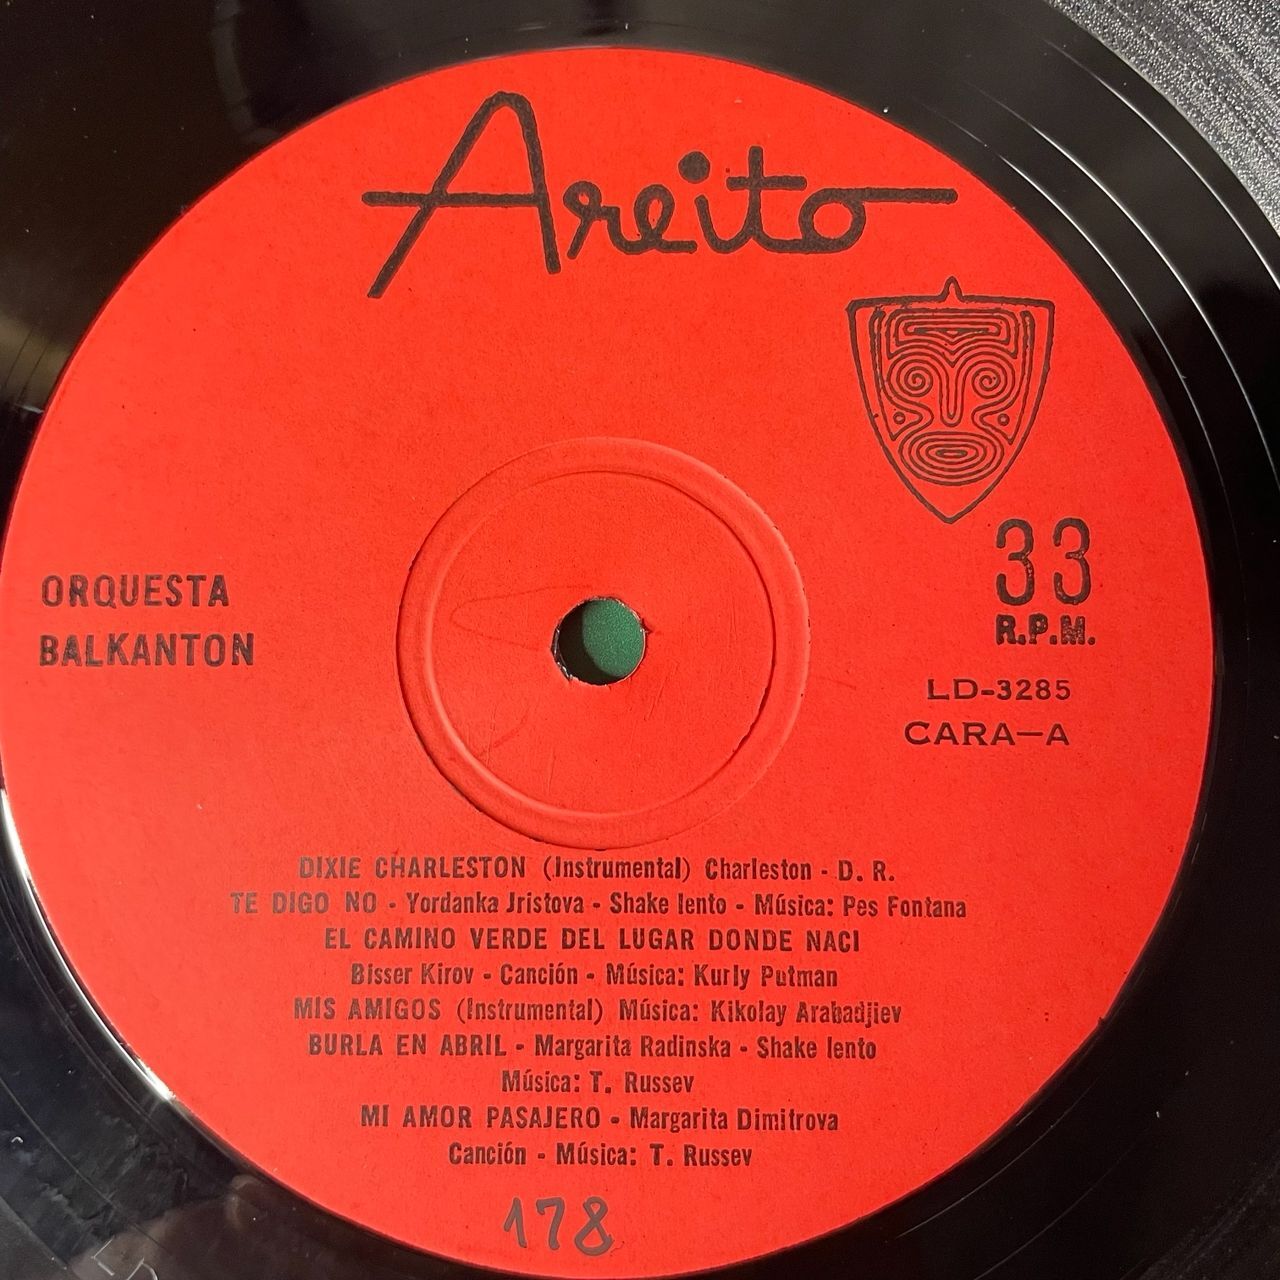 Areito
33
R.P.M.
ORQUESTA
BALKANTON
LD-3285
CARA-A
DIXIE CHARLESTON (Instrumental) Charleston - D. R.
TE DIGO NO - Yordanka Jristova - Shake lento - Música: Pes Fontana
EL CAMINO VERDE DEL LUGAR DONDE NACI
Bisser Kirov - Canción - Música: Kurly Putman
MIS AMIGOS (Instrumental) Música: Kikolay Arabadjiev
BURLA EN ABRIL - Margarita Radinska - Shake lento
Música: T. Russev
MI AMOR PASAJERO - Margarita Dimitrova
Canción - Música: T. Russev
178